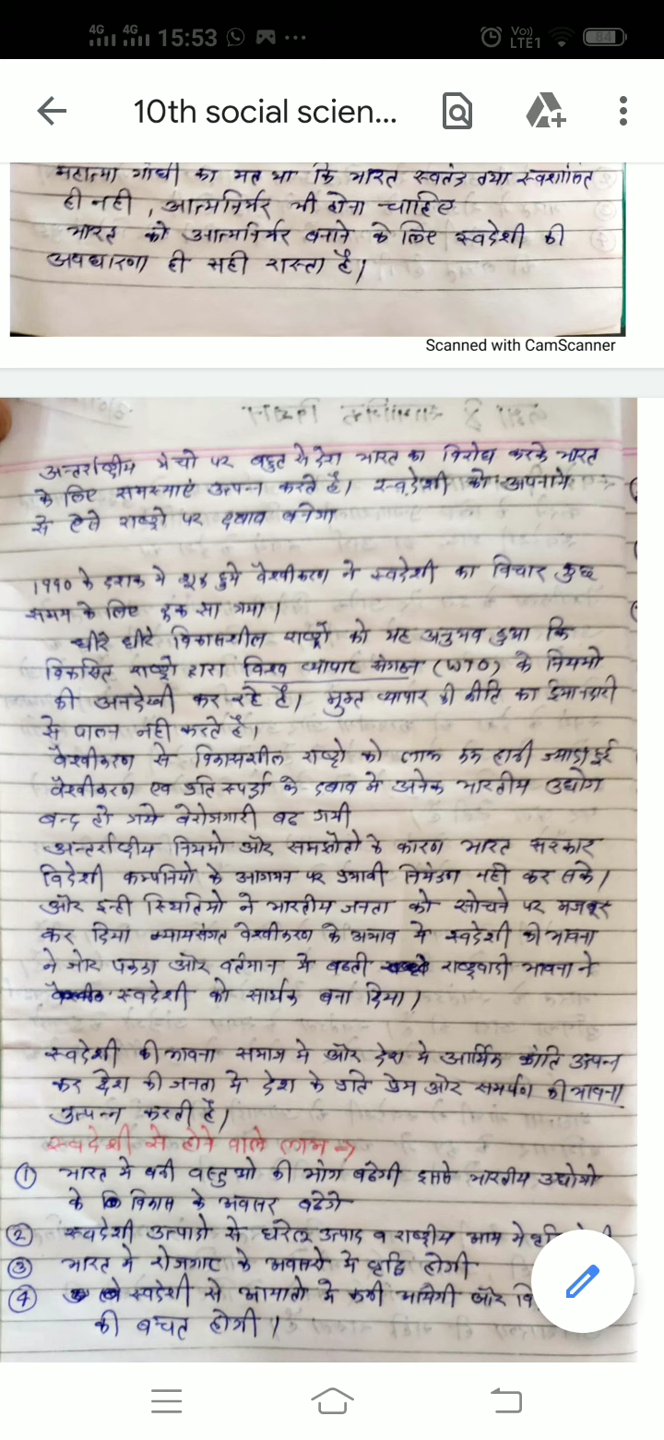 4G 4G 15:53 Vo)) LTE1 84
10th social scien...
महात्मा गांधी का मत था कि भारत स्वतंत्र तथा स्वशासित
ही नही, आत्मनिर्भर भी होना चाहिए
भारत को आत्मनिर्भर बनाने के लिए स्वदेशी की
अवधारणा ही सही रास्ता है।
Scanned with CamScanner
अन्तर्राष्ट्रीय मंचो पर बहुत से देश भारत का विरोध करके भारत
के लिए समस्याएं उत्पन्न करते है। स्वदेशी को अपनाने
से ऐसे राष्ट्रो पर दबाव बनेगा
1990 के दशक मे शुरू हुये वैश्वीकरण ने स्वदेशी का विचार कुछ
समय के लिए रूक सा गया।
धीरे धीरे विकासशील राष्ट्रो को यह अनुभव हुआ कि
विकसित राष्ट्रो द्वारा विश्व व्यापार संगठन (WTO) के नियमो
की अनदेखी कर रहे है। मुक्त व्यापार की नीति का ईमानदारी
से पालन नही करते है।
वैश्वीकरण से विकासशील राष्ट्रो को लाभ कम हानी ज्यादा हुई
वैश्वीकरण एवं प्रतिस्पर्द्धा के दबाव मे अनेक भारतीय उद्योग
बन्द हो गये बेरोजगारी बढ गयी
अन्तर्राष्ट्रीय नियमो और समझौतो के कारण भारत सरकार
विदेशी कम्पनियो के आगमन पर प्रभावी नियंत्रण नही कर सके।
और इन्ही स्थितियो ने भारतीय जनता को सोचने पर मजबूर
कर दिया न्यायसंगत वैश्वीकरण के अभाव मे स्वदेशी की भावना
ने जोर पकडा और वर्तमान मे बढती राष्ट्रवादी भावना ने
स्वदेशी को सार्थक बना दिया।
स्वदेशी की भावना समाज मे और देश मे आर्थिक क्रांति उत्पन्न
कर देश की जनता मे देश के प्रति प्रेम और समर्पण की भावना
उत्पन्न करती है।
स्वदेशी से होने वाले लाभ →
① भारत मे बनी वस्तुओ की मांग बढेगी इससे भारतीय उद्योगो
के विकास के अवसर बढेगे
② स्वदेशी उत्पादो से घरेलू उत्पाद व राष्ट्रीय आय मे
③ भारत मे रोजगार के अवसरो मे वृद्धि होगी
④ स्वदेशी से आयातो मे कमी आयेगी और
की बचत होगी।